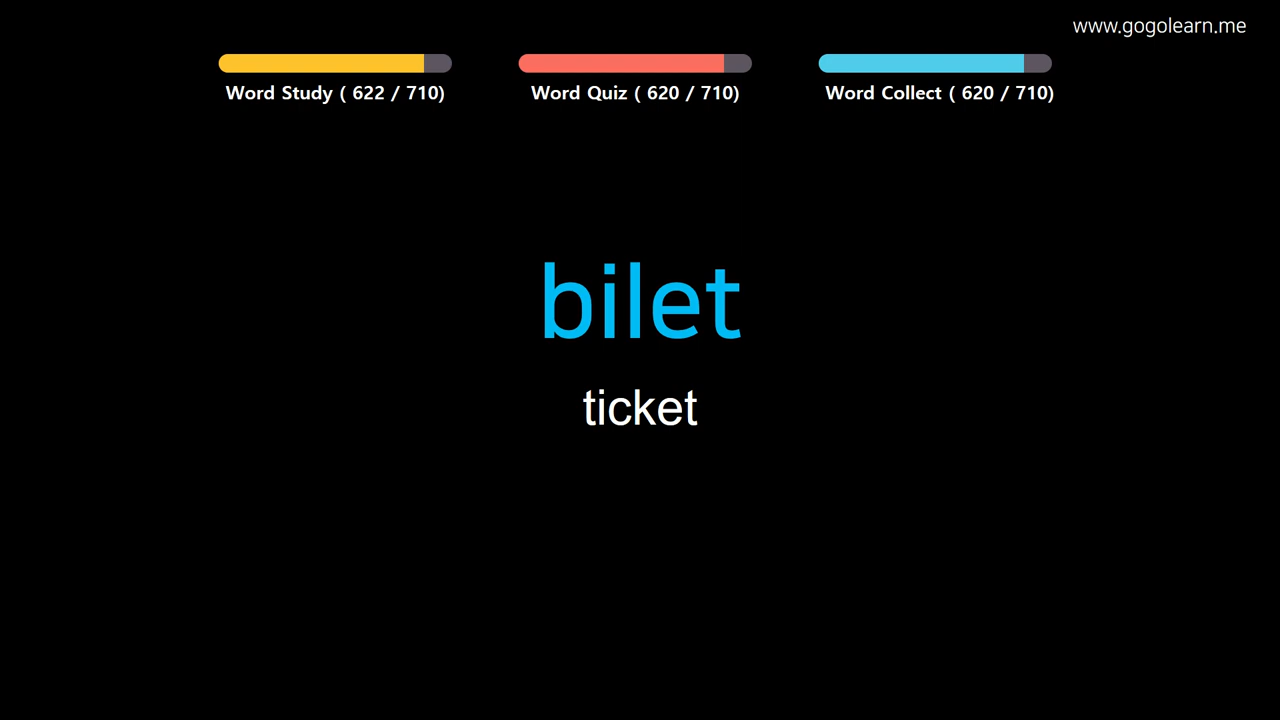 www.gogolearn.me
Word Study ( 622 / 710)
Word Quiz ( 620 / 710)
Word Collect ( 620 / 710)
bilet
ticket